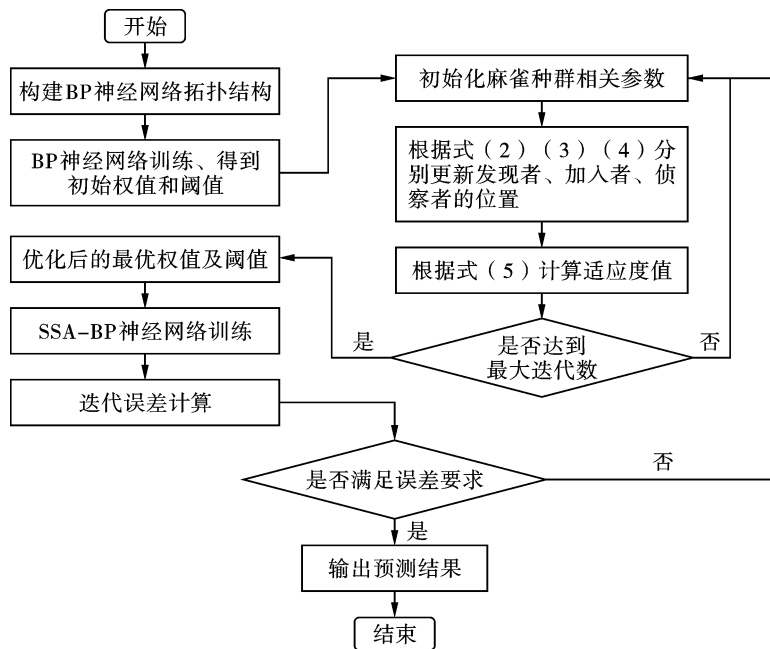 开始
构建BP神经网络拓扑结构
BP神经网络训练、得到
初始权值和阈值
初始化麻雀种群相关参数
根据式（2）（3）（4）分
别更新发现者、加入者、侦
察者的位置
根据式（5）计算适应度值
是否达到
最大迭代数
是
否
优化后的最优权值及阈值
SSA-BP神经网络训练
迭代误差计算
是否满足误差要求
否
是
输出预测结果
结束